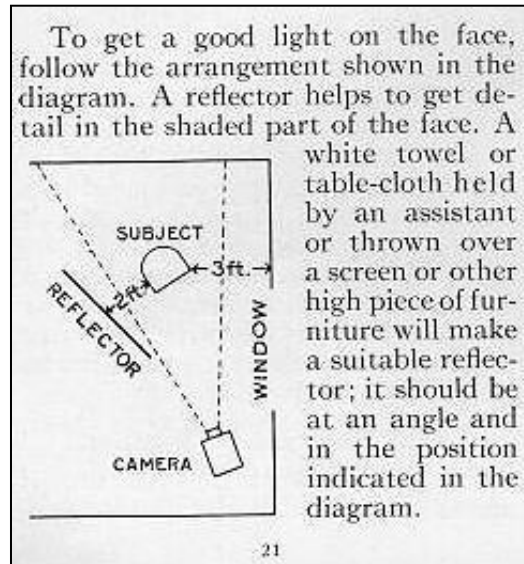 To get a good light on the face,
follow the arrangement shown in the
diagram. A reflector helps to get de-
tail in the shaded part of the face. A
white towel or
table-cloth held
by an assistant
or thrown over
a screen or other
high piece of fur-
niture will make
a suitable reflec-
tor; it should be
at an angle and
in the position
indicated in the
diagram.
SUBJECT
3ft.
2ft.
REFLECTOR
WINDOW
CAMERA
21